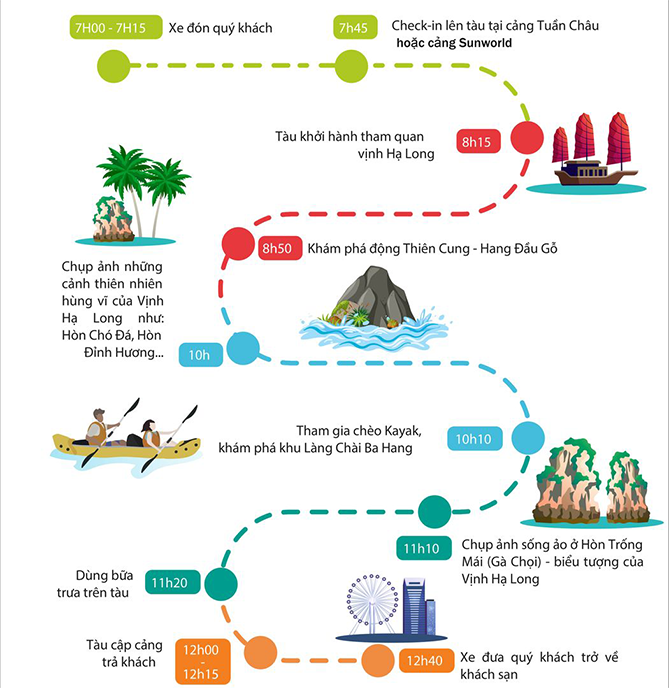 7H00 - 7H15
Xe đón quý khách
7h45
Check-in lên tàu tại cảng Tuần Châu
hoặc cảng Sunworld
Tàu khởi hành tham quan
vịnh Hạ Long
8h15
8h50
Khám phá động Thiên Cung - Hang Đầu Gỗ
Chụp ảnh những
cảnh thiên nhiên
hùng vĩ của Vịnh
Hạ Long như:
Hòn Chó Đá, Hòn
Đỉnh Hương...
10h
Tham gia chèo Kayak,
khám phá khu Làng Chài Ba Hang
10h10
11h10
Chụp ảnh sống ảo ở Hòn Trống
Mái (Gà Chọi) - biểu tượng của
Vịnh Hạ Long
Dùng bữa
trưa trên tàu
11h20
Tàu cập cảng
trả khách
12h00
-
12h15
12h40
Xe đưa quý khách trở về
khách sạn